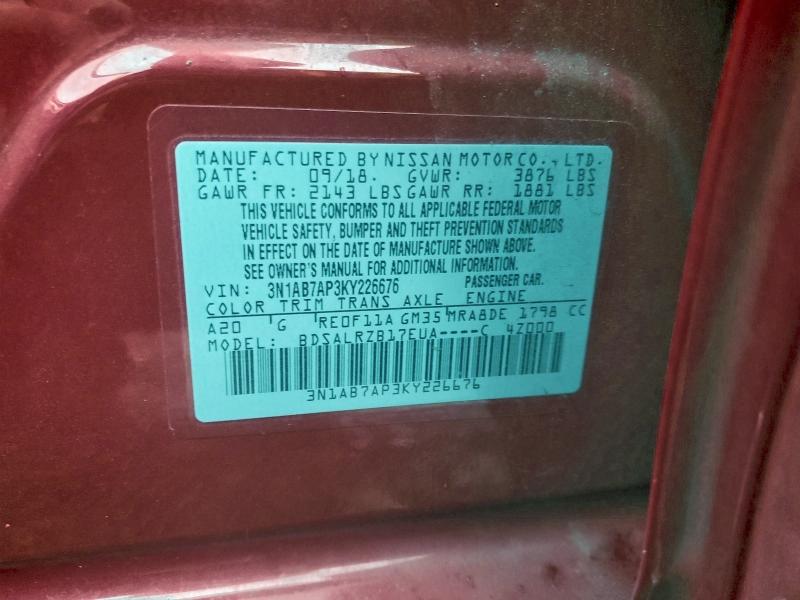 MANUFACTURED BY NISSAN MOTOR CO., LTD.
DATE: 09/18. GVWR: 3876 LBS
GAWR FR: 2143 LBS GAWR RR: 1881 LBS
THIS VEHICLE CONFORMS TO ALL APPLICABLE FEDERAL MOTOR
VEHICLE SAFETY, BUMPER AND THEFT PREVENTION STANDARDS
IN EFFECT ON THE DATE OF MANUFACTURE SHOWN ABOVE.
SEE OWNER'S MANUAL FOR ADDITIONAL INFORMATION.
VIN: 3N1AB7AP3KY226676 PASSENGER CAR.
COLOR TRIM TRANS AXLE ENGINE
A20 G RE0F11A GM35 MRA8DE 1798 CC
MODEL: BDSALRZB17EUA----C 4Z000
3N1AB7AP3KY226676